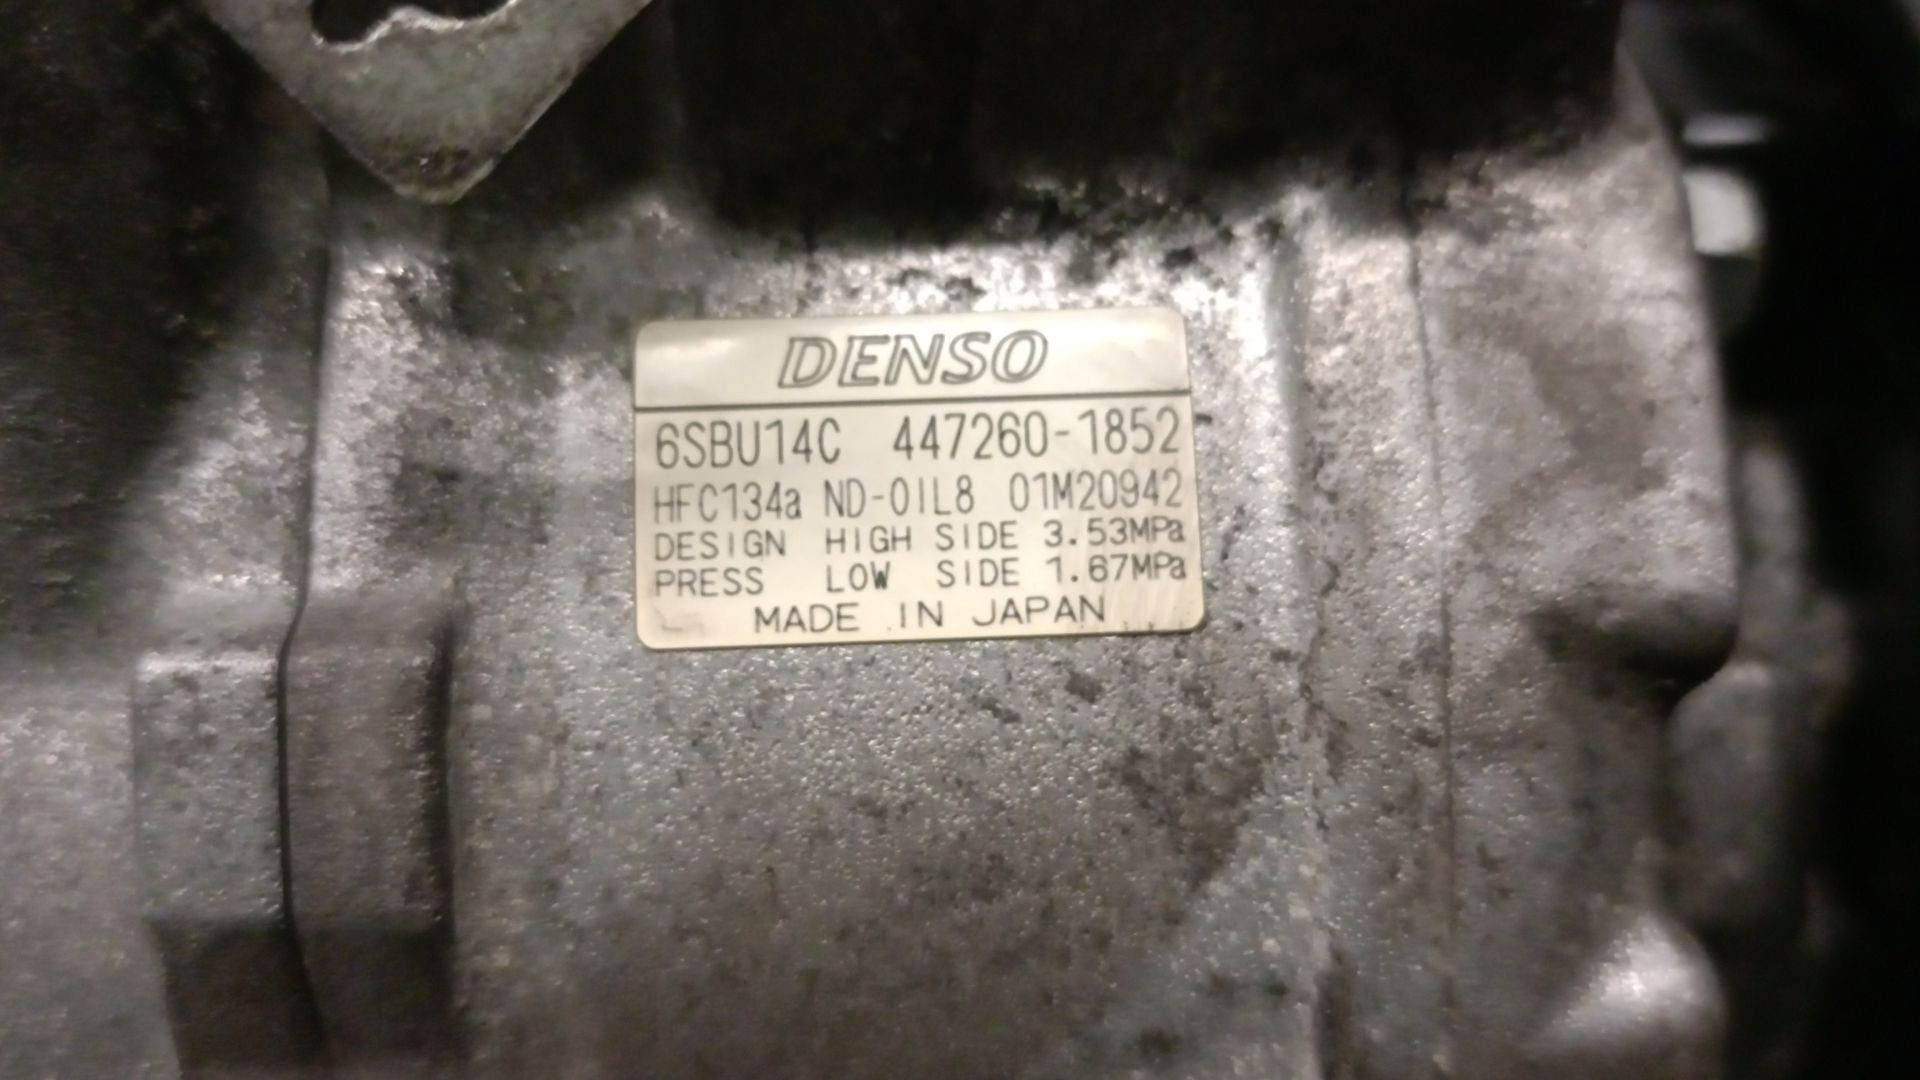 DENSO
6SBU14C 447260-1852
HFC134a ND-OIL8 01M20942
DESIGN HIGH SIDE 3.53MPa
PRESS LOW SIDE 1.67MPa
MADE IN JAPAN